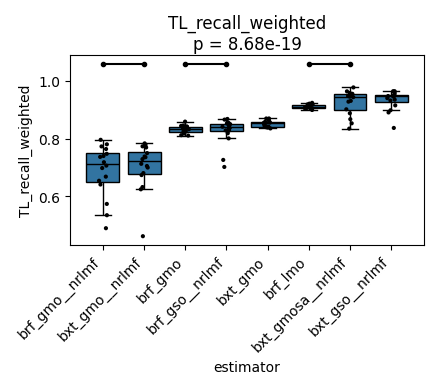 TL_recall_weighted
p = 8.68e-19
TL_recall_weighted
1.0
0.8
0.6
brf_gmo__nrlmf
bxt_gmo__nrlmf
brf_gmo
brf_gso__nrlmf
bxt_gmo
brf_lmo
bxt_gmosa__nrlmf
bxt_gso__nrlmf
estimator